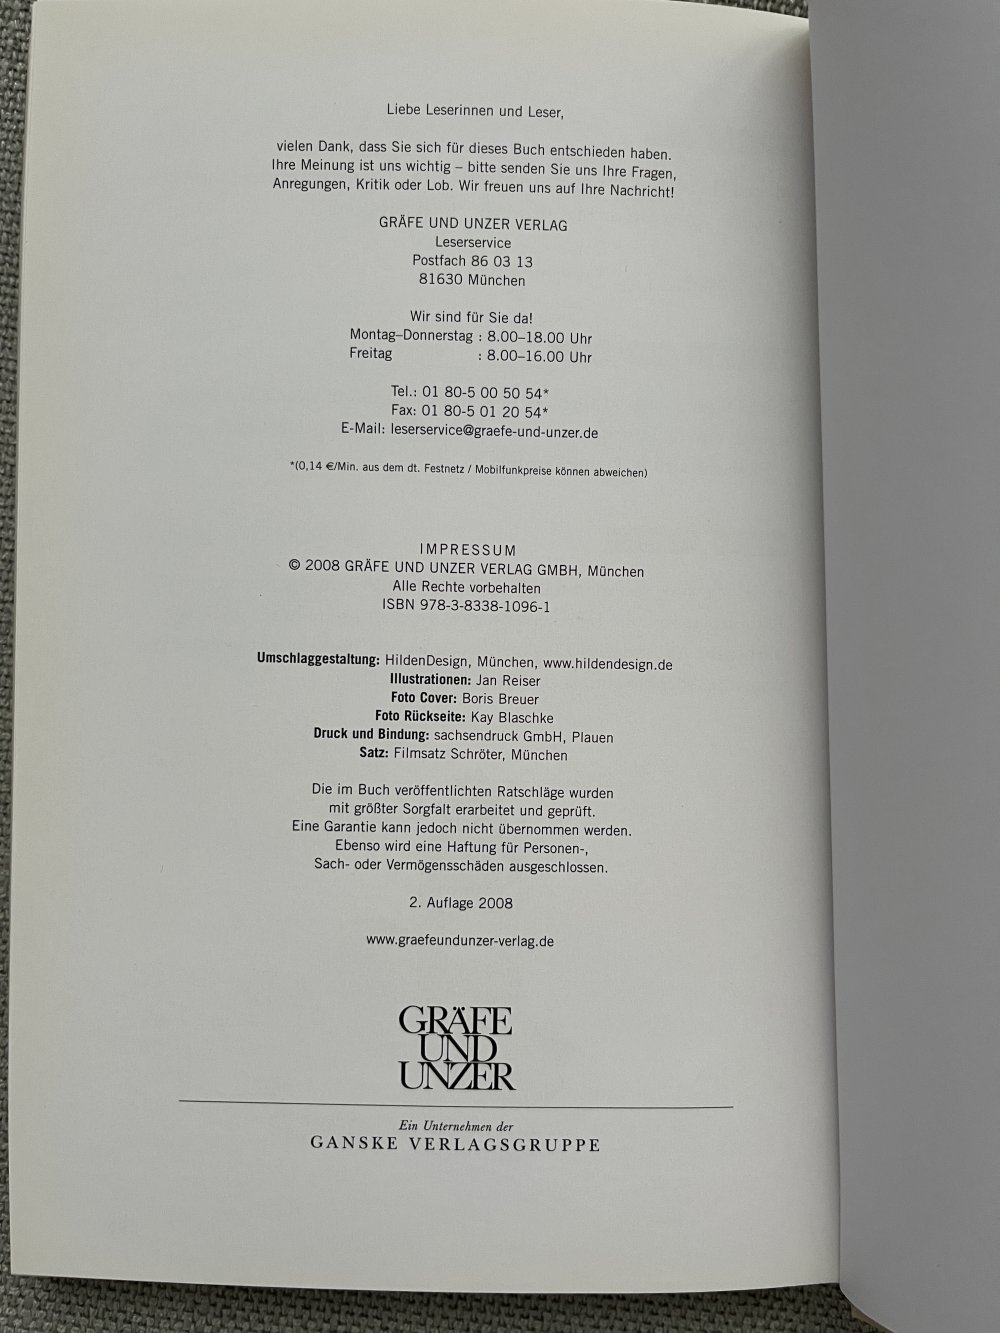 Liebe Leserinnen und Leser,
vielen Dank, dass Sie sich für dieses Buch entschieden haben.
Ihre Meinung ist uns wichtig – bitte senden Sie uns Ihre Fragen,
Anregungen, Kritik oder Lob. Wir freuen uns auf Ihre Nachricht!
GRÄFE UND UNZER VERLAG
Leserservice
Postfach 86 03 13
81630 München
Wir sind für Sie da!
Montag–Donnerstag : 8.00–18.00 Uhr
Freitag : 8.00–16.00 Uhr
Tel.: 01 80-5 00 50 54*
Fax: 01 80-5 01 20 54*
E-Mail: leserservice@graefe-und-unzer.de
*(0,14 €/Min. aus dem dt. Festnetz / Mobilfunkpreise können abweichen)
IMPRESSUM
© 2008 GRÄFE UND UNZER VERLAG GMBH, München
Alle Rechte vorbehalten
ISBN 978-3-8338-1096-1
Umschlaggestaltung: HildenDesign, München, www.hildendesign.de
Illustrationen: Jan Reiser
Foto Cover: Boris Breuer
Foto Rückseite: Kay Blaschke
Druck und Bindung: sachsendruck GmbH, Plauen
Satz: Filmsatz Schröter, München
Die im Buch veröffentlichten Ratschläge wurden
mit größter Sorgfalt erarbeitet und geprüft.
Eine Garantie kann jedoch nicht übernommen werden.
Ebenso wird eine Haftung für Personen-,
Sach- oder Vermögensschäden ausgeschlossen.
2. Auflage 2008
www.graefeundunzer-verlag.de
GRÄFE
UND
UNZER
Ein Unternehmen der
GANSKE VERLAGSGRUPPE